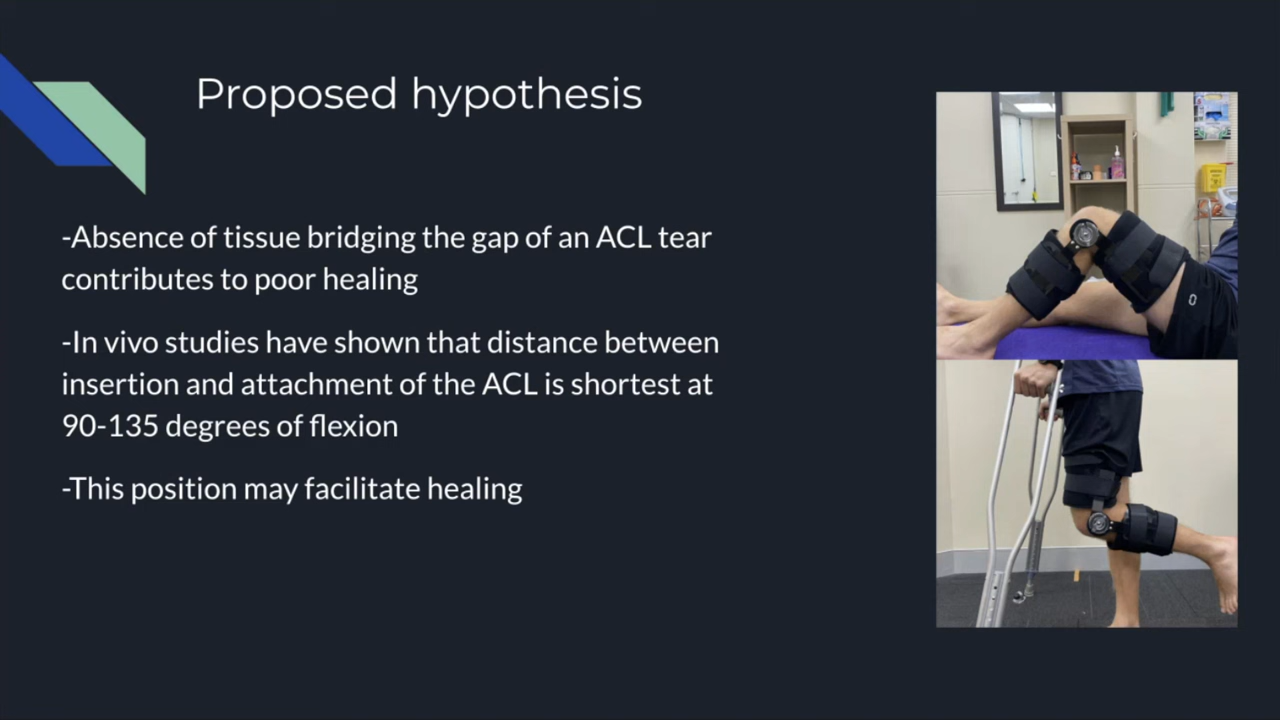 Proposed hypothesis
-Absence of tissue bridging the gap of an ACL tear
contributes to poor healing
-In vivo studies have shown that distance between
insertion and attachment of the ACL is shortest at
90-135 degrees of flexion
-This position may facilitate healing